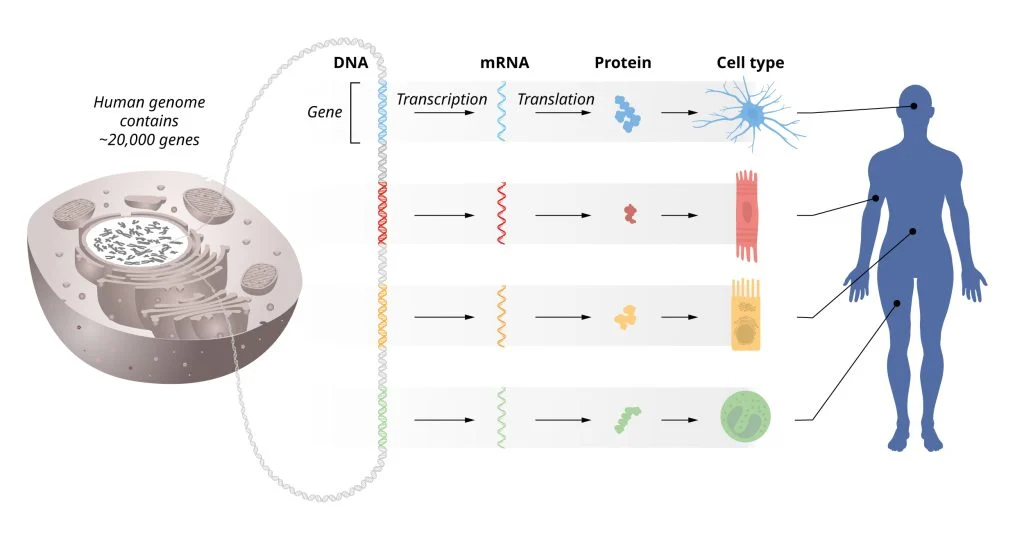 DNA
mRNA
Protein
Cell type
Human genome
contains
~20,000 genes
Gene
Transcription
Translation